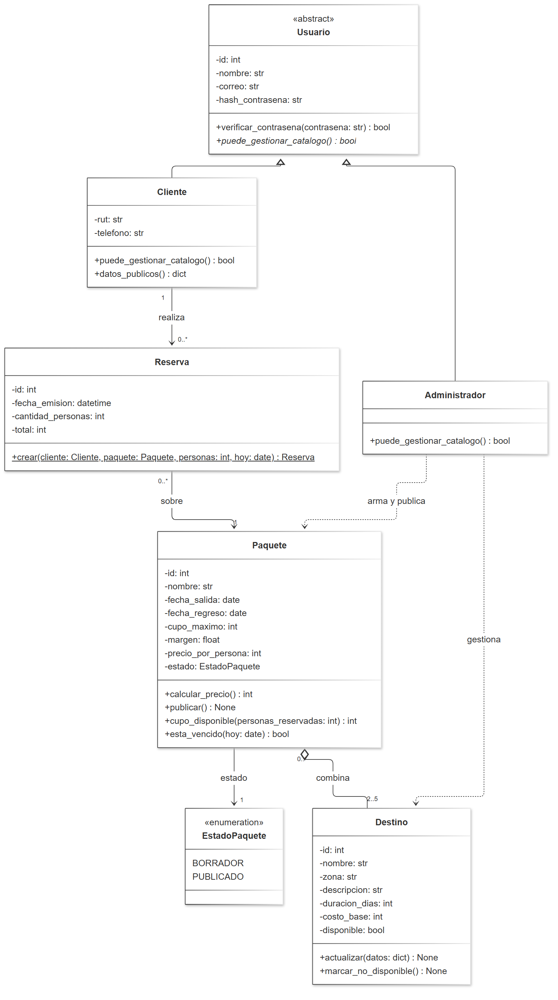 «abstract»
Usuario
-id: int
-nombre: str
-correo: str
-hash_contrasena: str
+verificar_contrasena(contrasena: str) : bool
+puede_gestionar_catalogo() : bool
Cliente
-rut: str
-telefono: str
+puede_gestionar_catalogo() : bool
+datos_publicos() : dict
1
realiza
0..*
Reserva
-id: int
-fecha_emision: datetime
-cantidad_personas: int
-total: int
+crear(cliente: Cliente, paquete: Paquete, personas: int, hoy: date) : Reserva
Administrador
+puede_gestionar_catalogo() : bool
0..*
sobre
1
arma y publica
gestiona
Paquete
-id: int
-nombre: str
-fecha_salida: date
-fecha_regreso: date
-cupo_maximo: int
-margen: float
-precio_por_persona: int
-estado: EstadoPaquete
+calcular_precio() : int
+publicar() : None
+cupo_disponible(personas_reservadas: int) : int
+esta_vencido(hoy: date) : bool
estado
1
0..
combina
2..5
«enumeration»
EstadoPaquete
BORRADOR
PUBLICADO
Destino
-id: int
-nombre: str
-zona: str
-descripcion: str
-duracion_dias: int
-costo_base: int
-disponible: bool
+actualizar(datos: dict) : None
+marcar_no_disponible() : None